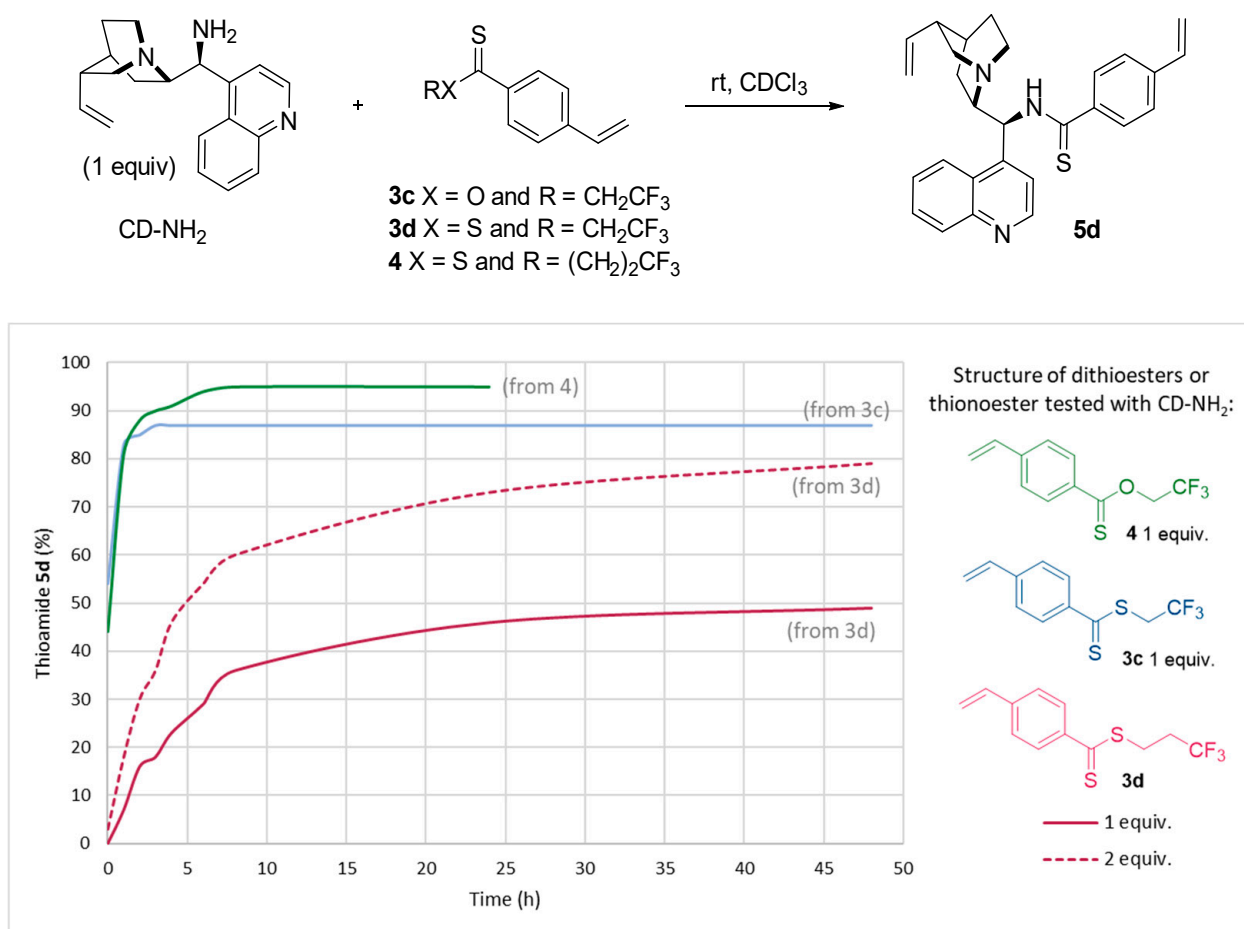 NH2
N
N
(1 equiv)
CD-NH2
+
S
RX
3c X = O and R = CH2CF3
3d X = S and R = CH2CF3
4 X = S and R = (CH2)2CF3
rt, CDCl3
N
H
N
S
N
5d
100
90
80
70
60
50
40
30
20
10
0
Thioamide 5d (%)
0 5 10 15 20 25 30 35 40 45 50
Time (h)
(from 4)
(from 3c)
(from 3d)
(from 3d)
Structure of dithioesters or
thionoester tested with CD-NH2:
O CF3
S
4 1 equiv.
S CF3
S
3c 1 equiv.
S
CF3
S
3d
1 equiv.
2 equiv.